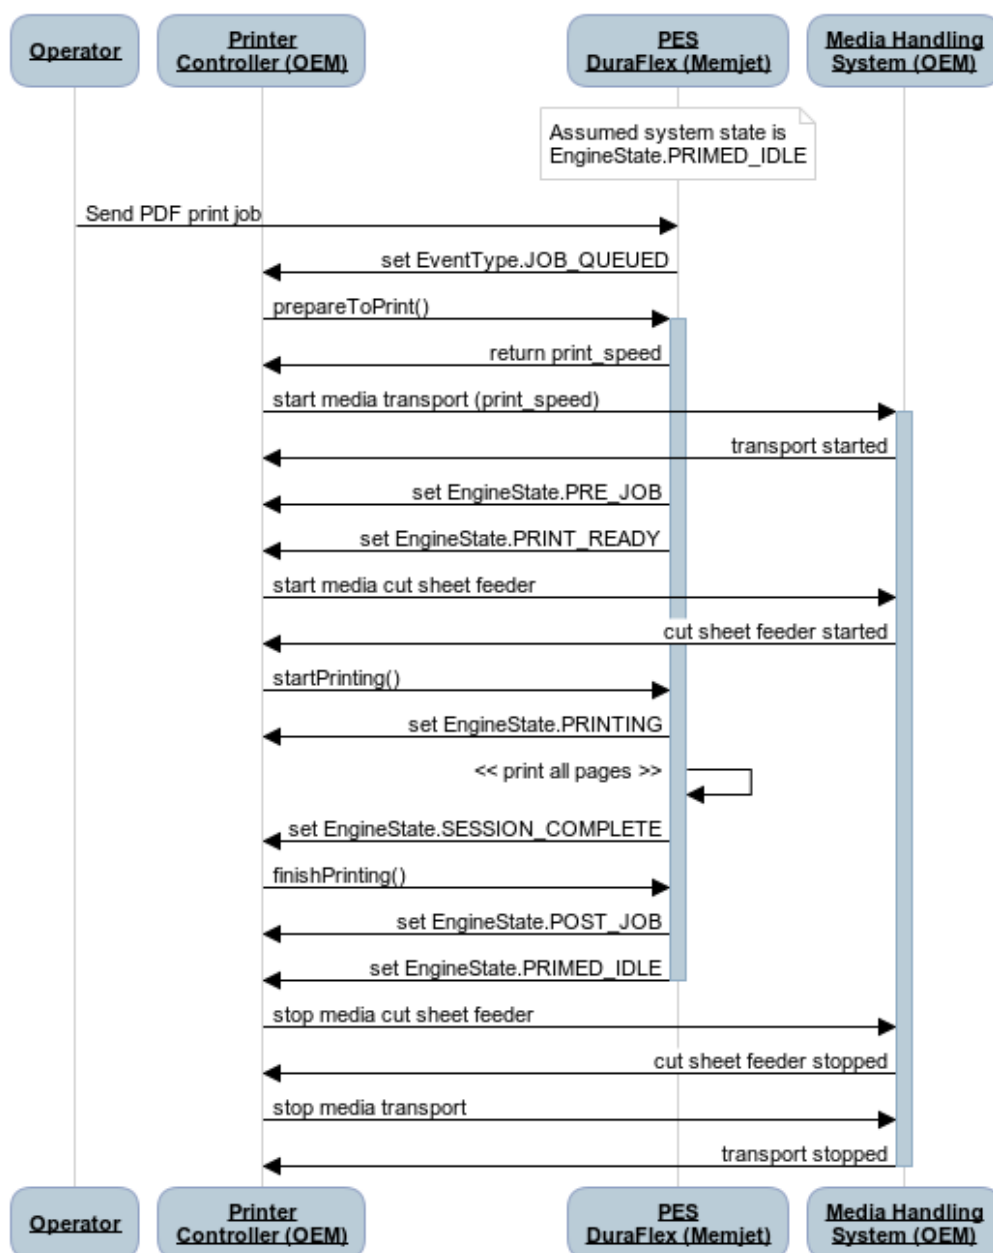 Operator
Printer
Controller (OEM)
PES
DuraFlex (Memjet)
Media Handling
System (OEM)
Assumed system state is
EngineState.PRIMED_IDLE
Send PDF print job
set EventType.JOB_QUEUED
prepareToPrint()
return print_speed
start media transport (print_speed)
transport started
set EngineState.PRE_JOB
set EngineState.PRINT_READY
start media cut sheet feeder
cut sheet feeder started
startPrinting()
set EngineState.PRINTING
<< print all pages >>
set EngineState.SESSION_COMPLETE
finishPrinting()
set EngineState.POST_JOB
set EngineState.PRIMED_IDLE
stop media cut sheet feeder
cut sheet feeder stopped
stop media transport
transport stopped
Operator
Printer
Controller (OEM)
PES
DuraFlex (Memjet)
Media Handling
System (OEM)